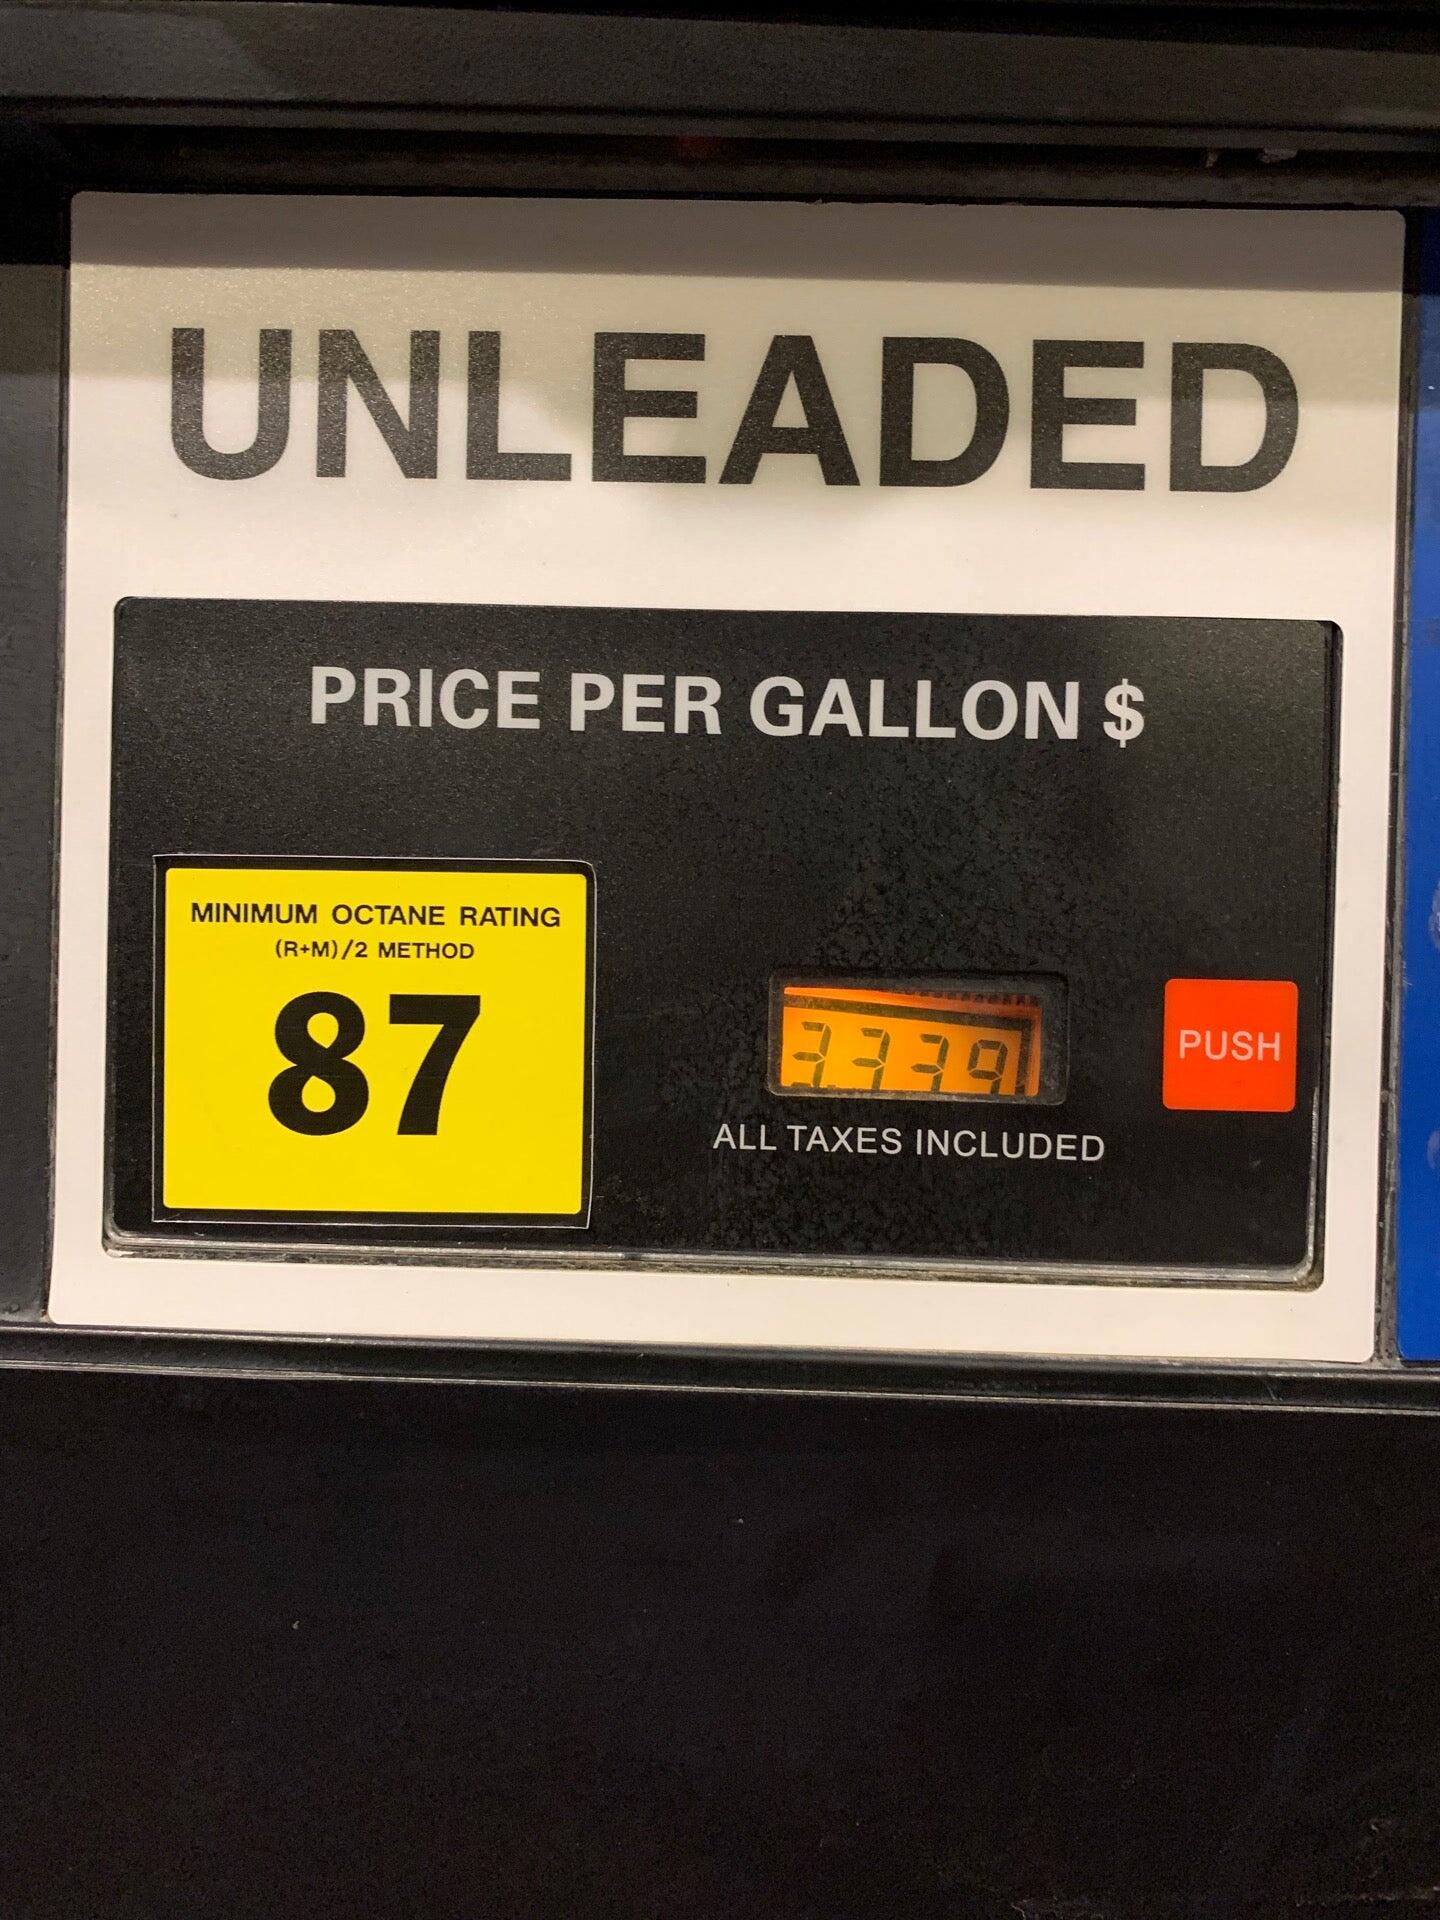 UNLEADED
PRICE PER GALLON $
MINIMUM OCTANE RATING
(R+M)/2 METHOD
87
3.339
PUSH
ALL TAXES INCLUDED